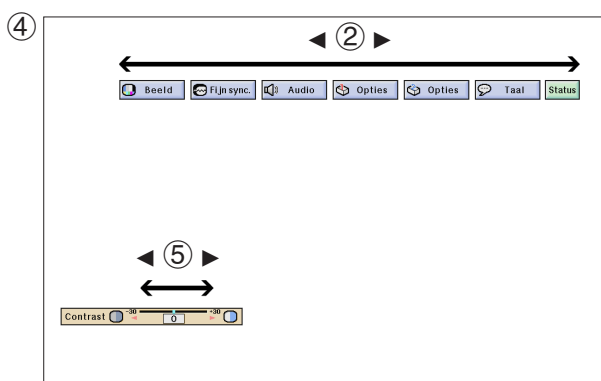 ④
◄ ② ►
Beeld Fijn sync. Audio Opties Opties Taal Status
◄ ⑤ ►
Contrast -30 0 +30